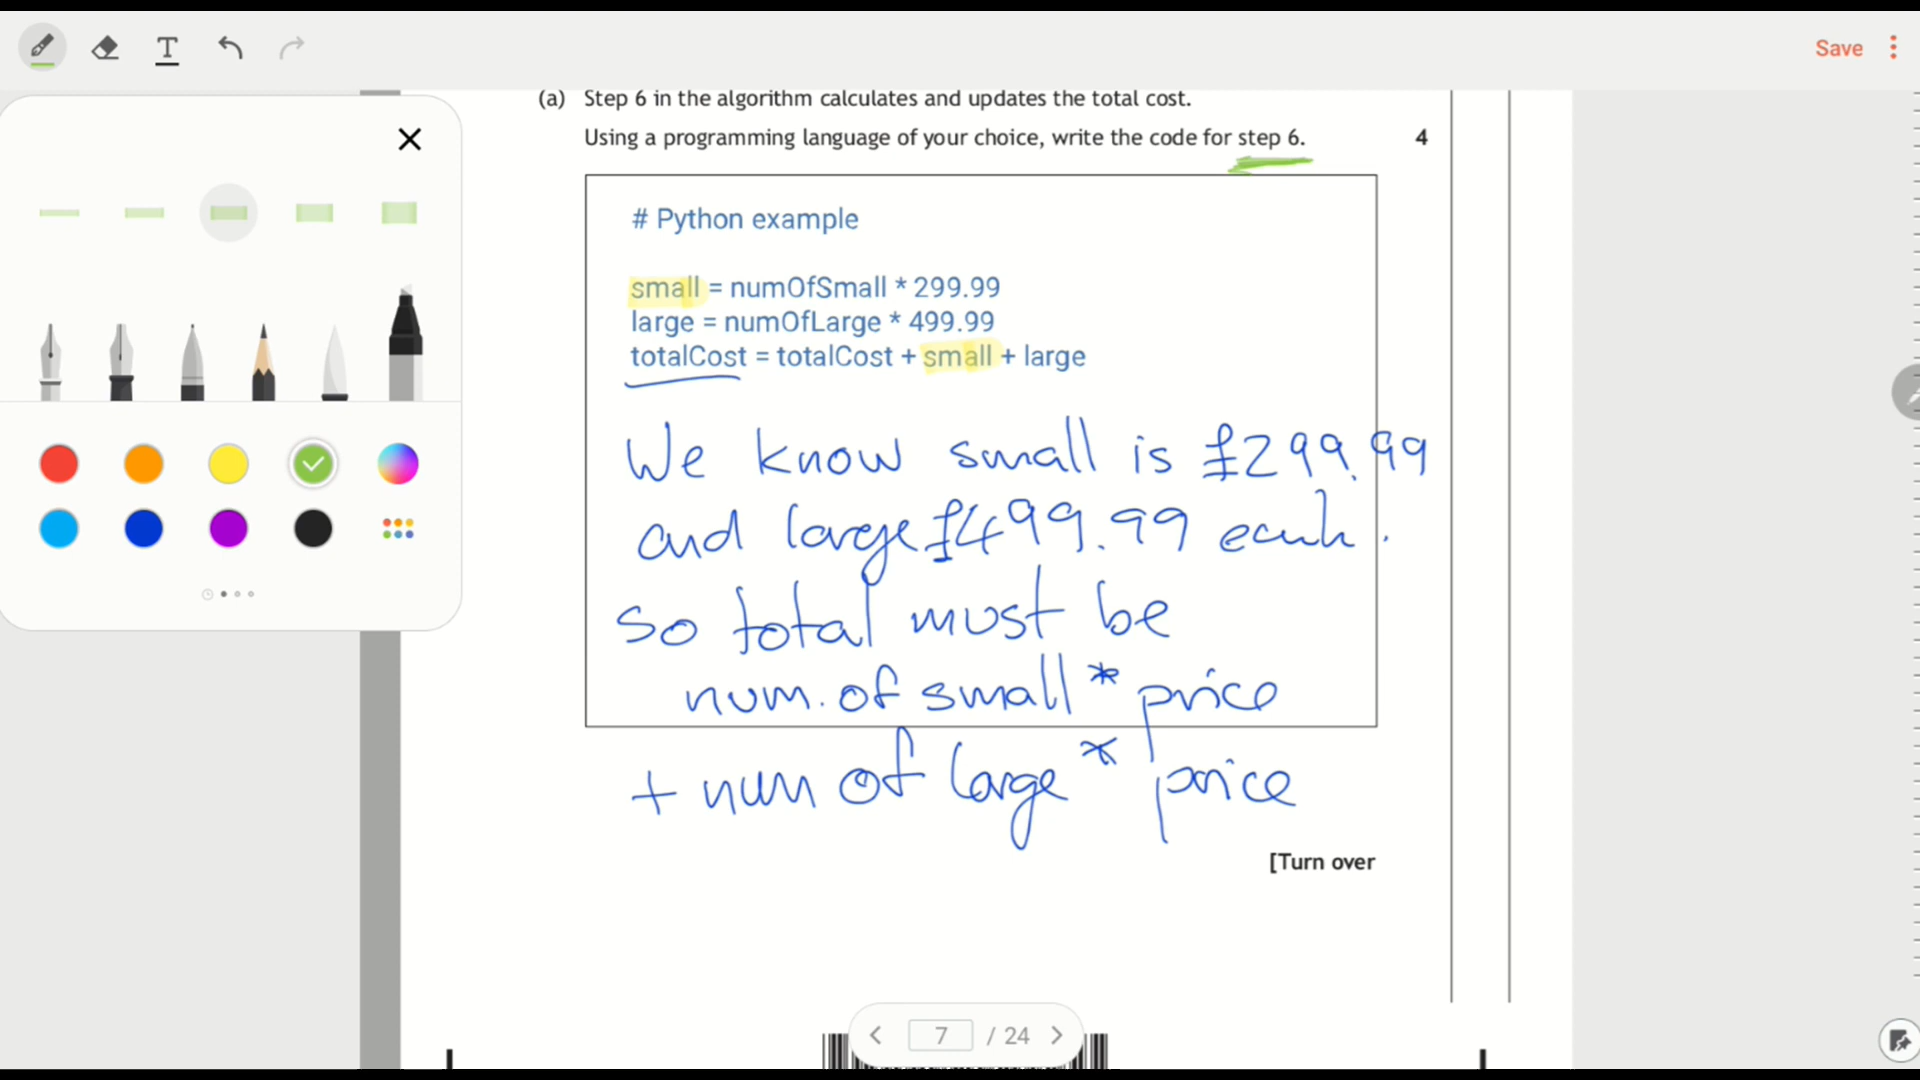 T
Save
(a) Step 6 in the algorithm calculates and updates the total cost.
Using a programming language of your choice, write the code for step 6. 4
# Python example
small = numOfSmall * 299.99
large = numOfLarge * 499.99
totalCost = totalCost + small + large
We know small is £299.99
and large £499.99 each.
so total must be
num. of small * price
+ num of large * price
[Turn over
7 / 24